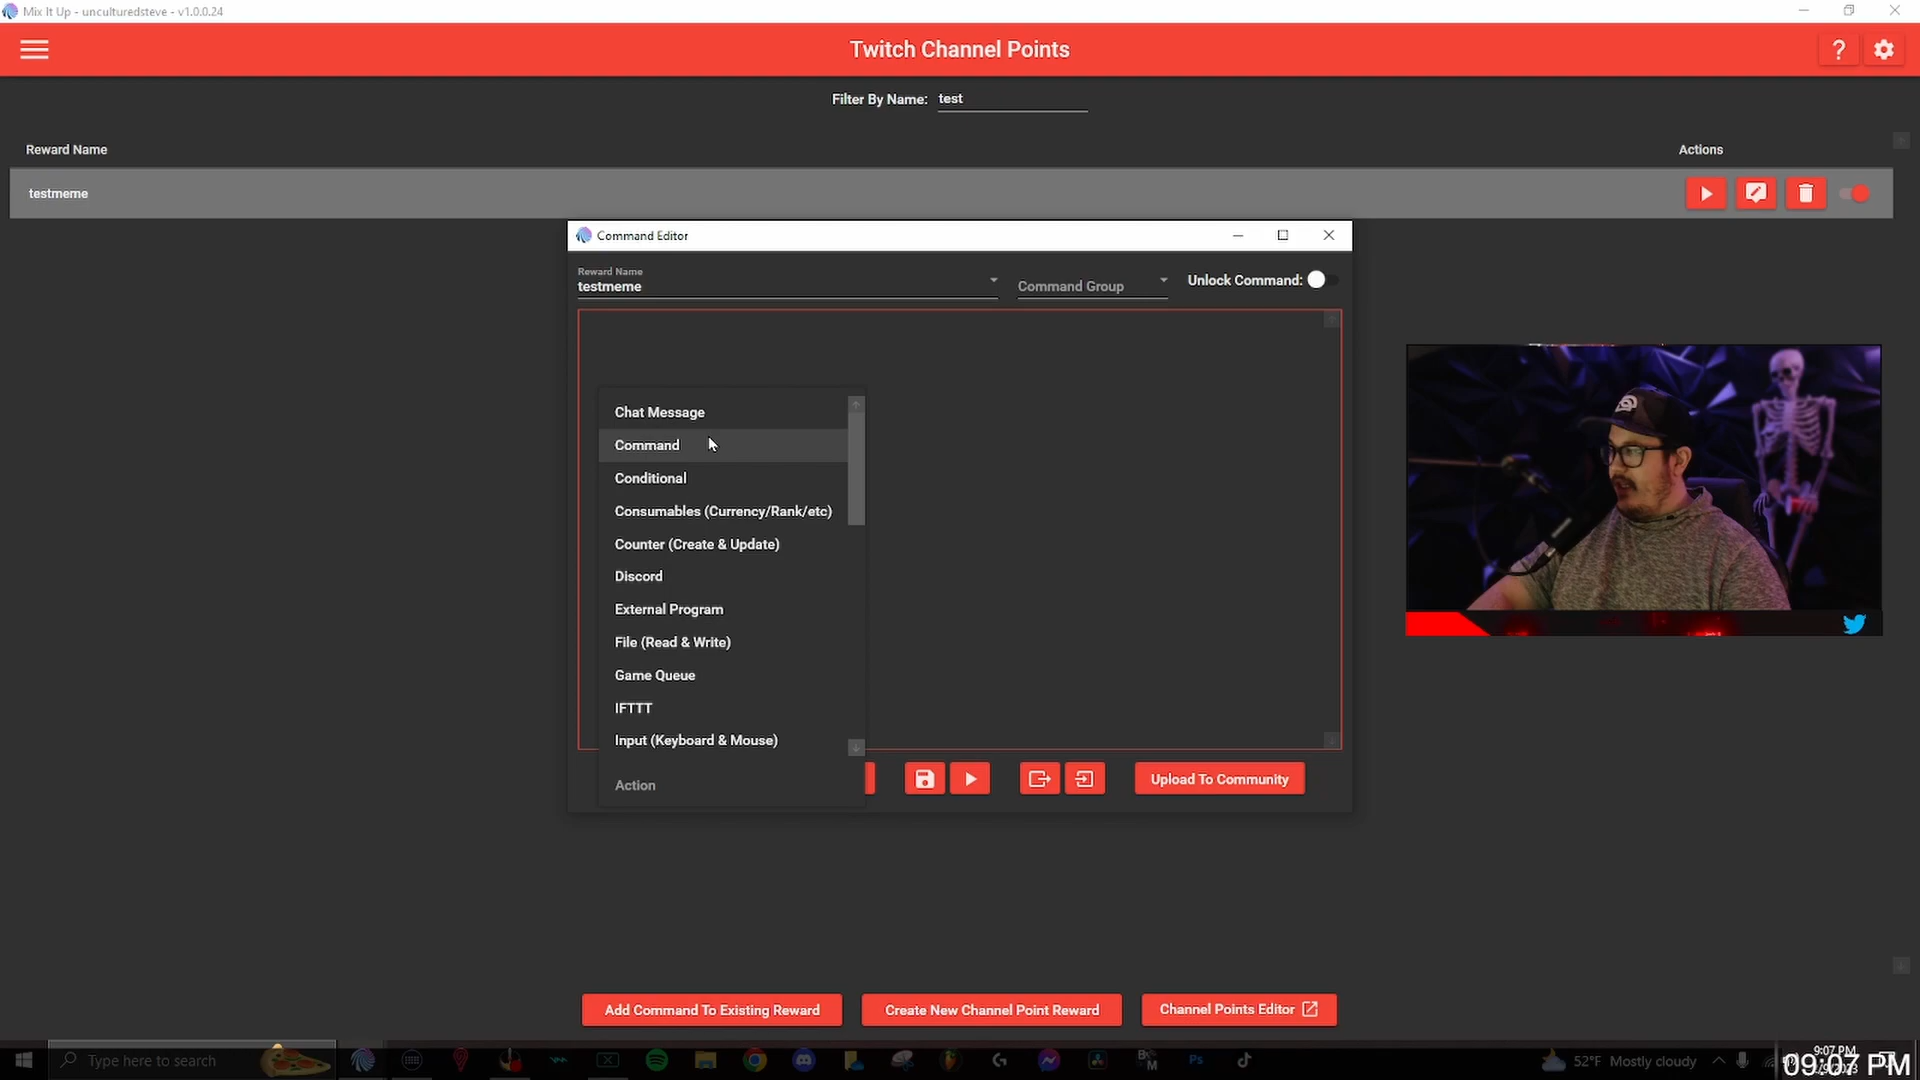 Mix It Up - unculturedsteve - v1.0.0.24
Twitch Channel Points
?
Filter By Name: test
Reward Name
Actions
testmeme
Command Editor
Reward Name
testmeme
Command Group
Unlock Command:
Chat Message
Command
Conditional
Consumables (Currency/Rank/etc)
Counter (Create & Update)
Discord
External Program
File (Read & Write)
Game Queue
IFTTT
Input (Keyboard & Mouse)
Action
Upload To Community
Add Command To Existing Reward
Create New Channel Point Reward
Channel Points Editor
Type here to search
Ps
52°F Mostly cloudy
9:07 PM
09:07 PM